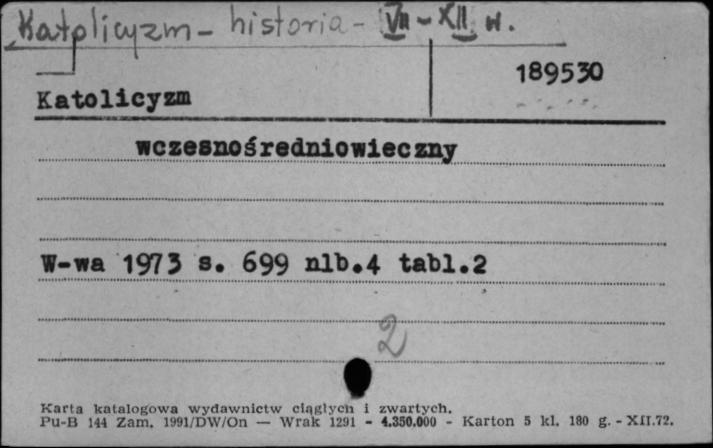 Katolicyzm - historia - VII - XII w.
189530
Katolicyzm
wczesnośredniowieczny
W-wa 1973 s. 699 nlb.4 tabl.2
2
Karta katalogowa wydawnictw ciągłych i zwartych.
Pu-B 144 Zam. 1991/DW/On — Wrak 1291 - 4.350.000 - Karton 5 kl. 180 g. - XII.72.